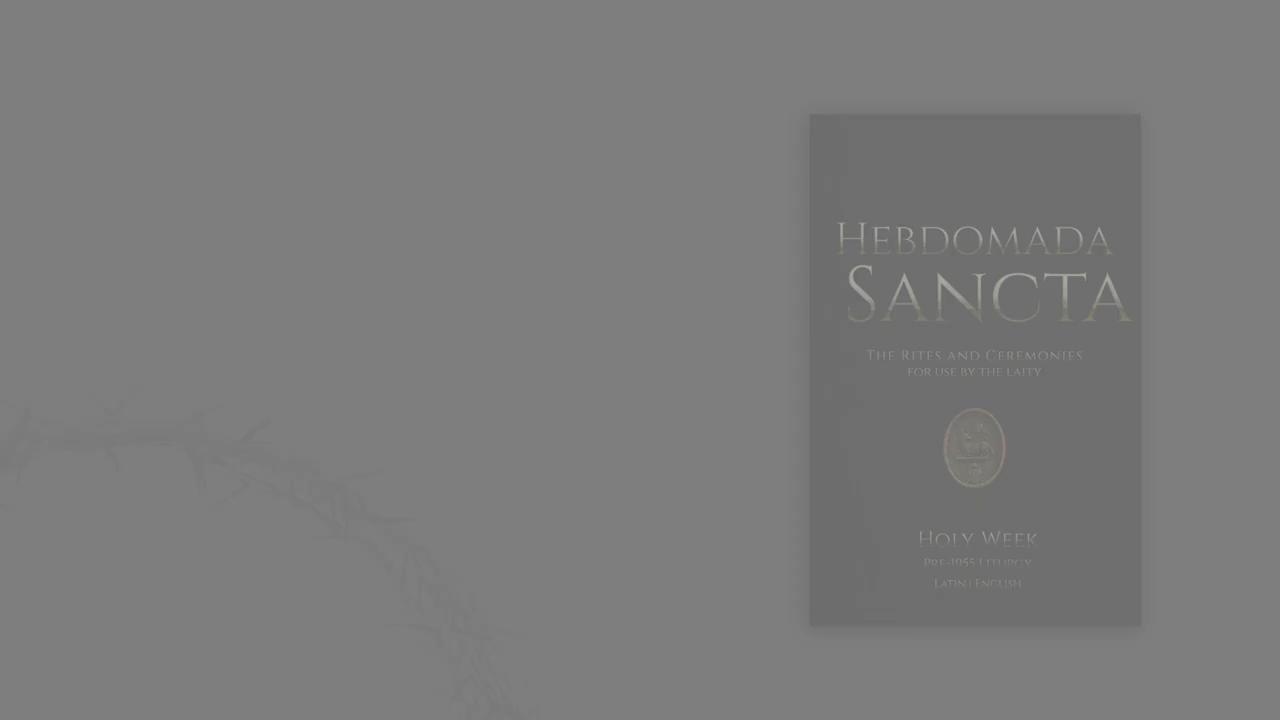 Hebdomada
Sancta
The Rites and Ceremonies
for use by the laity
Holy Week
Pre-1955 Liturgy
Latin | English